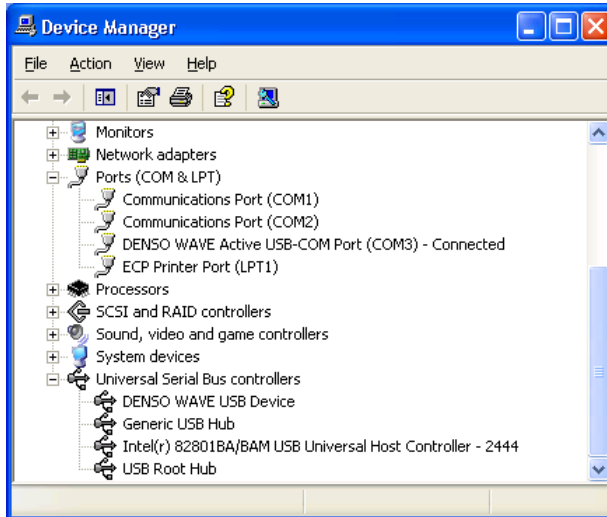 Device Manager
File Action View Help
Monitors
Network adapters
Ports (COM & LPT)
Communications Port (COM1)
Communications Port (COM2)
DENSO WAVE Active USB-COM Port (COM3) - Connected
ECP Printer Port (LPT1)
Processors
SCSI and RAID controllers
Sound, video and game controllers
System devices
Universal Serial Bus controllers
DENSO WAVE USB Device
Generic USB Hub
Intel(r) 82801BA/BAM USB Universal Host Controller - 2444
USB Root Hub